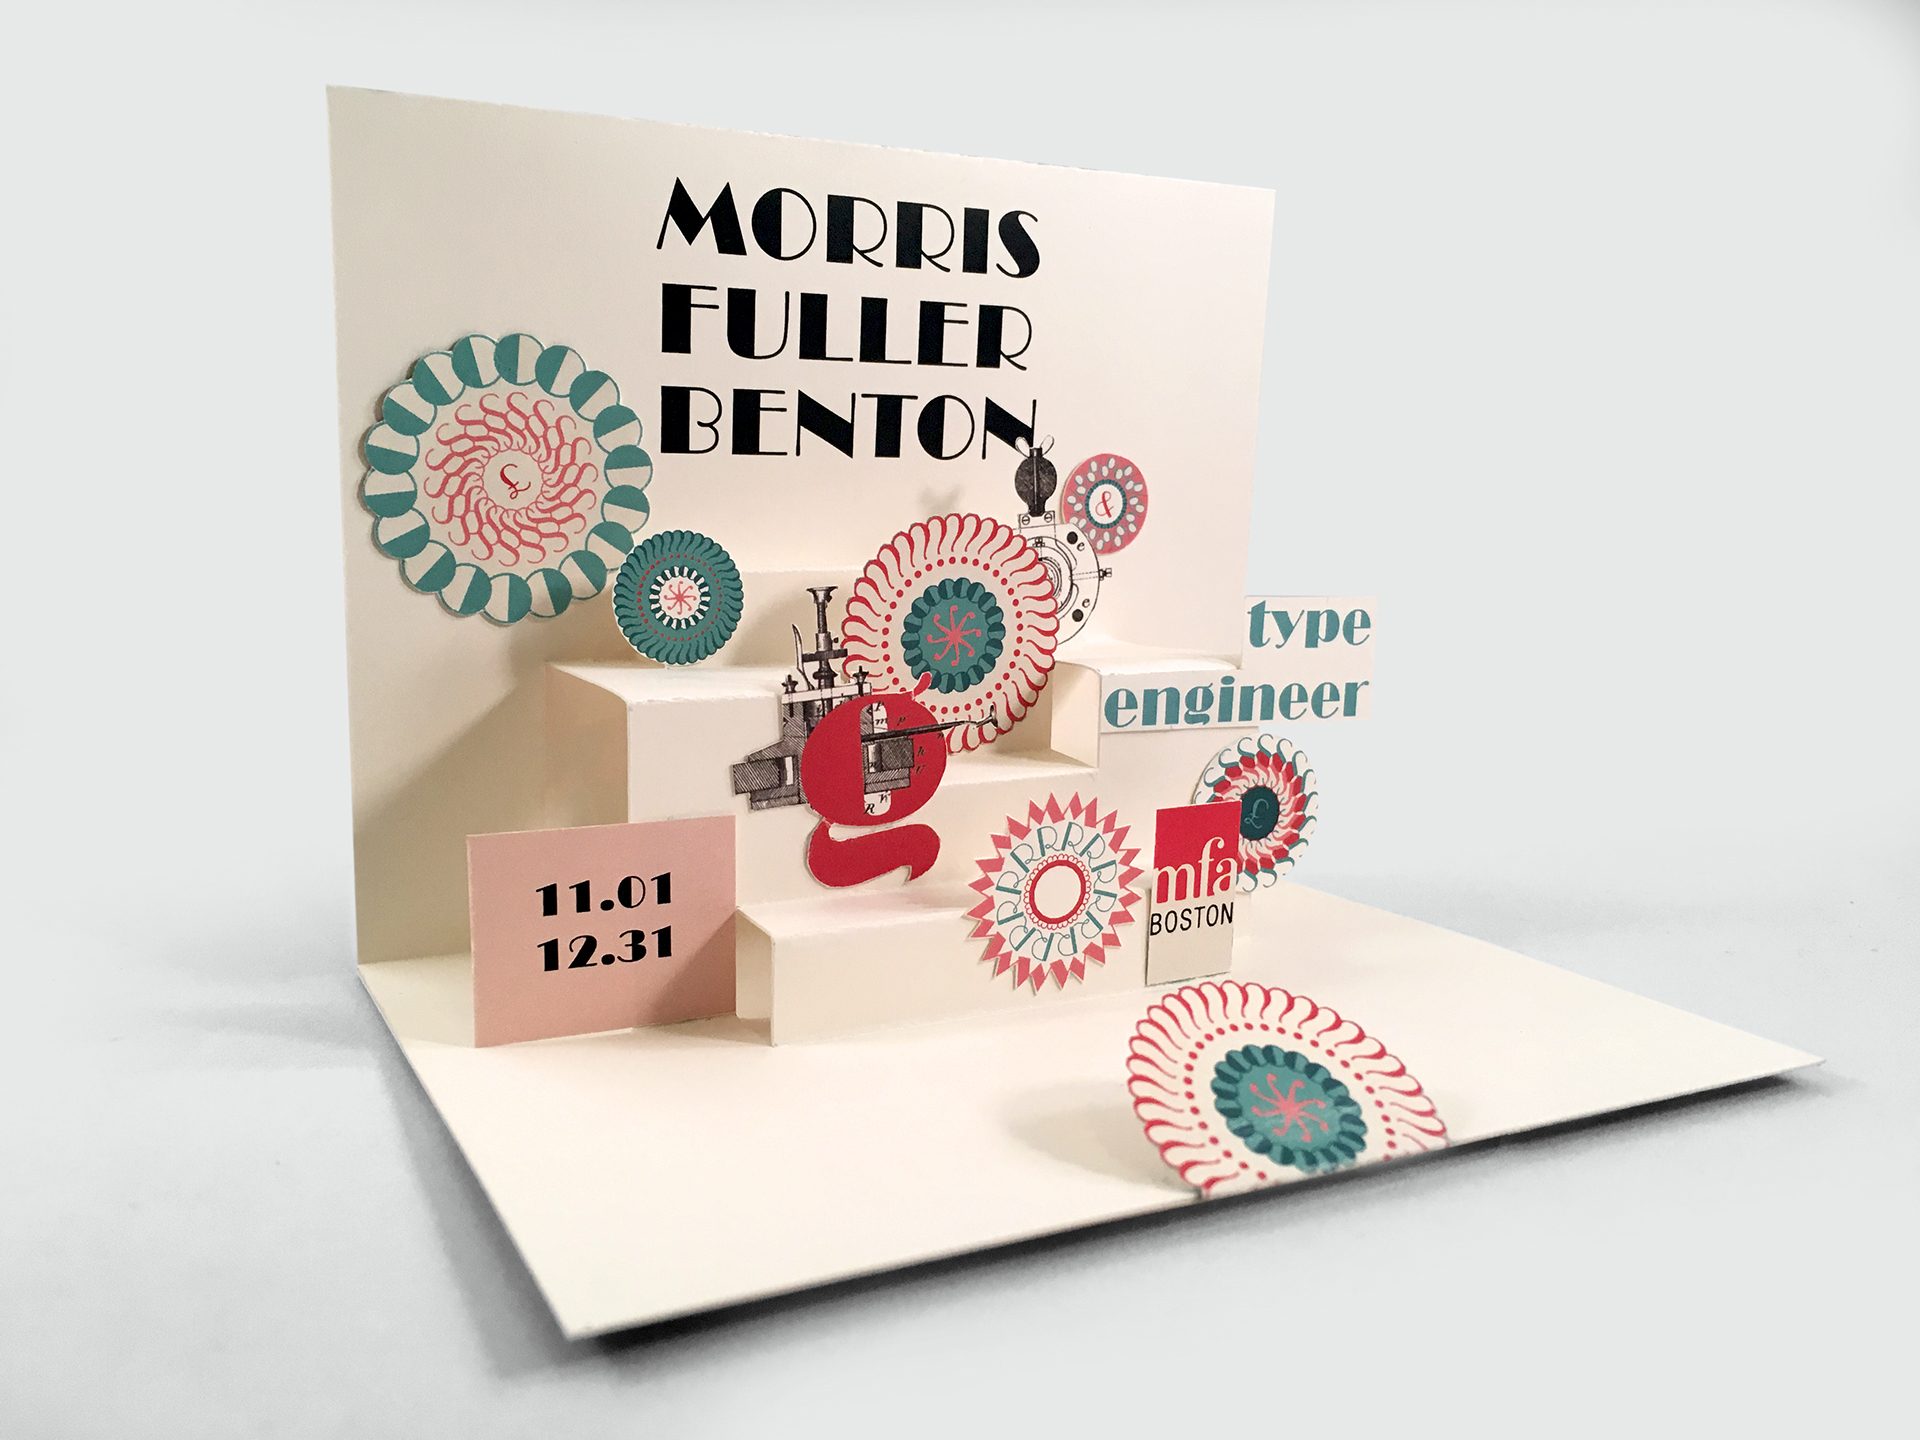 MORRIS
FULLER
BENTON
£
&
type
engineer
g
£
mfa
BOSTON
11.01
12.31